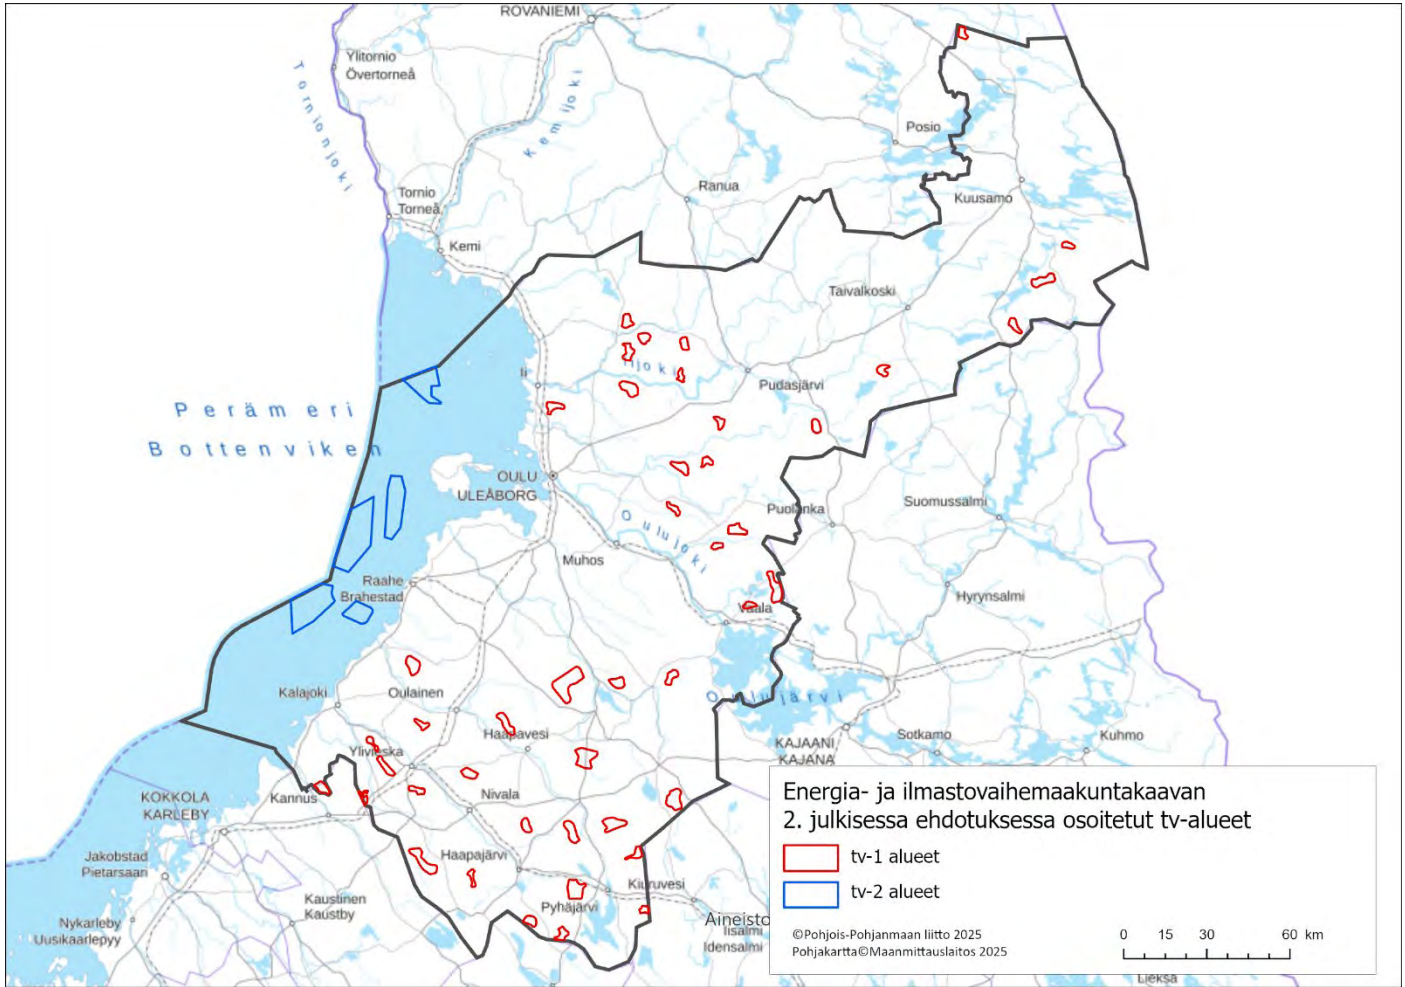 ROVANIEMI
Ylitornio
Övertorneå
Tornionjoki
Kemijoki
Posio
Ranua
Kuusamo
Tornio
Torneå
Kemi
Taivalkoski
Ii
Iijoki
Pudasjärvi
Perämeri
Bottenviken
OULU
ULEÅBORG
Puolanka
Suomussalmi
Oulujoki
Muhos
Raahe
Brahestad
Vaala
Hyrynsalmi
Kalajoki
Oulainen
Oulujärvi
Haapavesi
Ylivieska
KAJAANI
KAJANA
Sotkamo
Kuhmo
Kannus
Nivala
KOKKOLA
KARLEBY
Jakobstad
Pietarsaari
Haapajärvi
Kiuruvesi
Kaustinen
Kaustby
Pyhäjärvi
Nykarleby
Uusikaarlepyy
Aineisto
Iisalmi
Idensalmi
Energia- ja ilmastovaihemaakuntakaavan
2. julkisessa ehdotuksessa osoitetut tv-alueet
tv-1 alueet
tv-2 alueet
©Pohjois-Pohjanmaan liitto 2025
Pohjakartta©Maanmittauslaitos 2025
0 15 30 60 km
Lieksa